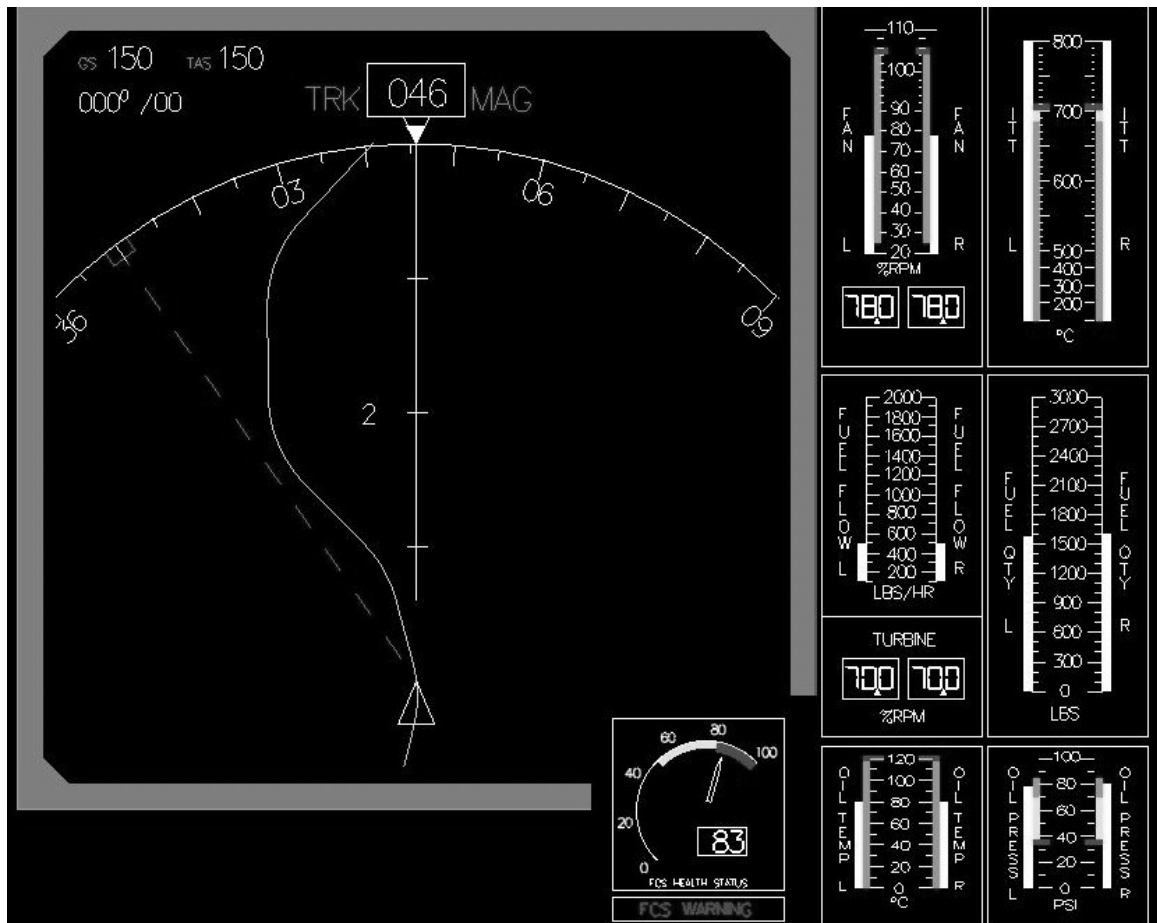 GS 150 TAS 150
000º /00
TRK 046 MAG
03
06
36
09
2
110
100
90
80
70
60
50
40
30
20
FAN L
FAN R
%RPM
78.0 78.0
800
700
600
500
400
300
200
ITT L
ITT R
ºC
2000
1800
1600
1400
1200
1000
800
600
400
200
FUEL FLOW L
FUEL FLOW R
LBS/HR
3000
2700
2400
2100
1800
1500
1200
900
600
300
0
FUEL QTY L
FUEL QTY R
LBS
TURBINE
70.0 70.0
%RPM
0
20
40
60
80
100
83
FCS HEALTH STATUS
FCS WARNING
120
100
80
60
40
20
0
OIL TEMP L
OIL TEMP R
ºC
100
80
60
40
20
0
OIL PRESS L
OIL PRESS R
PSI